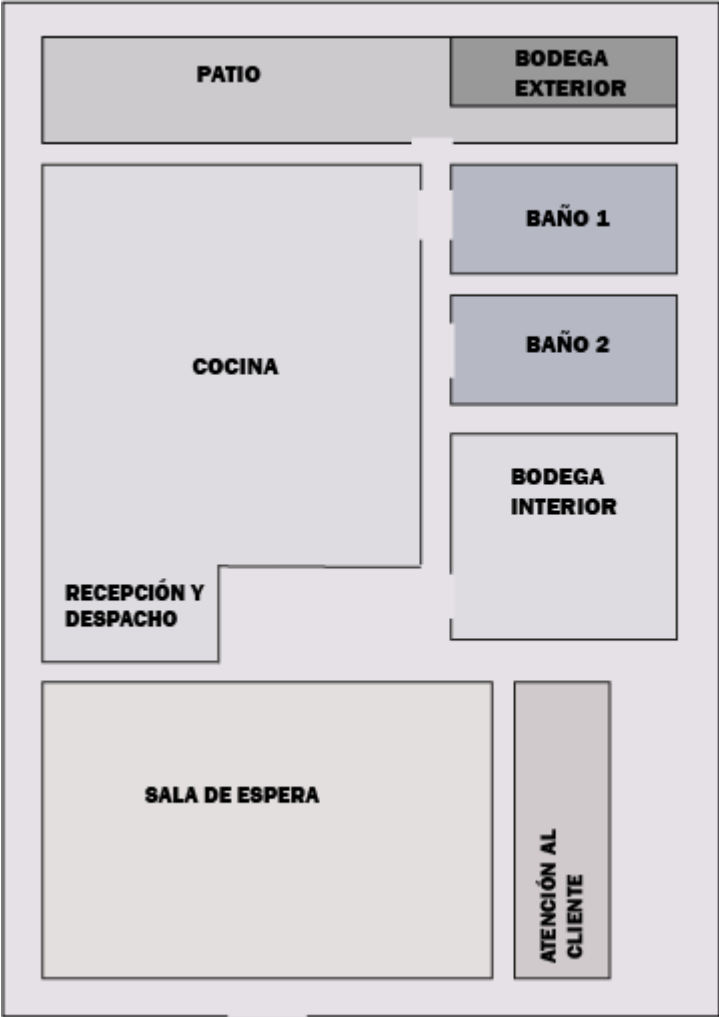 PATIO
BODEGA
EXTERIOR
BAÑO 1
BAÑO 2
COCINA
BODEGA
INTERIOR
RECEPCIÓN Y
DESPACHO
SALA DE ESPERA
ATENCIÓN AL
CLIENTE